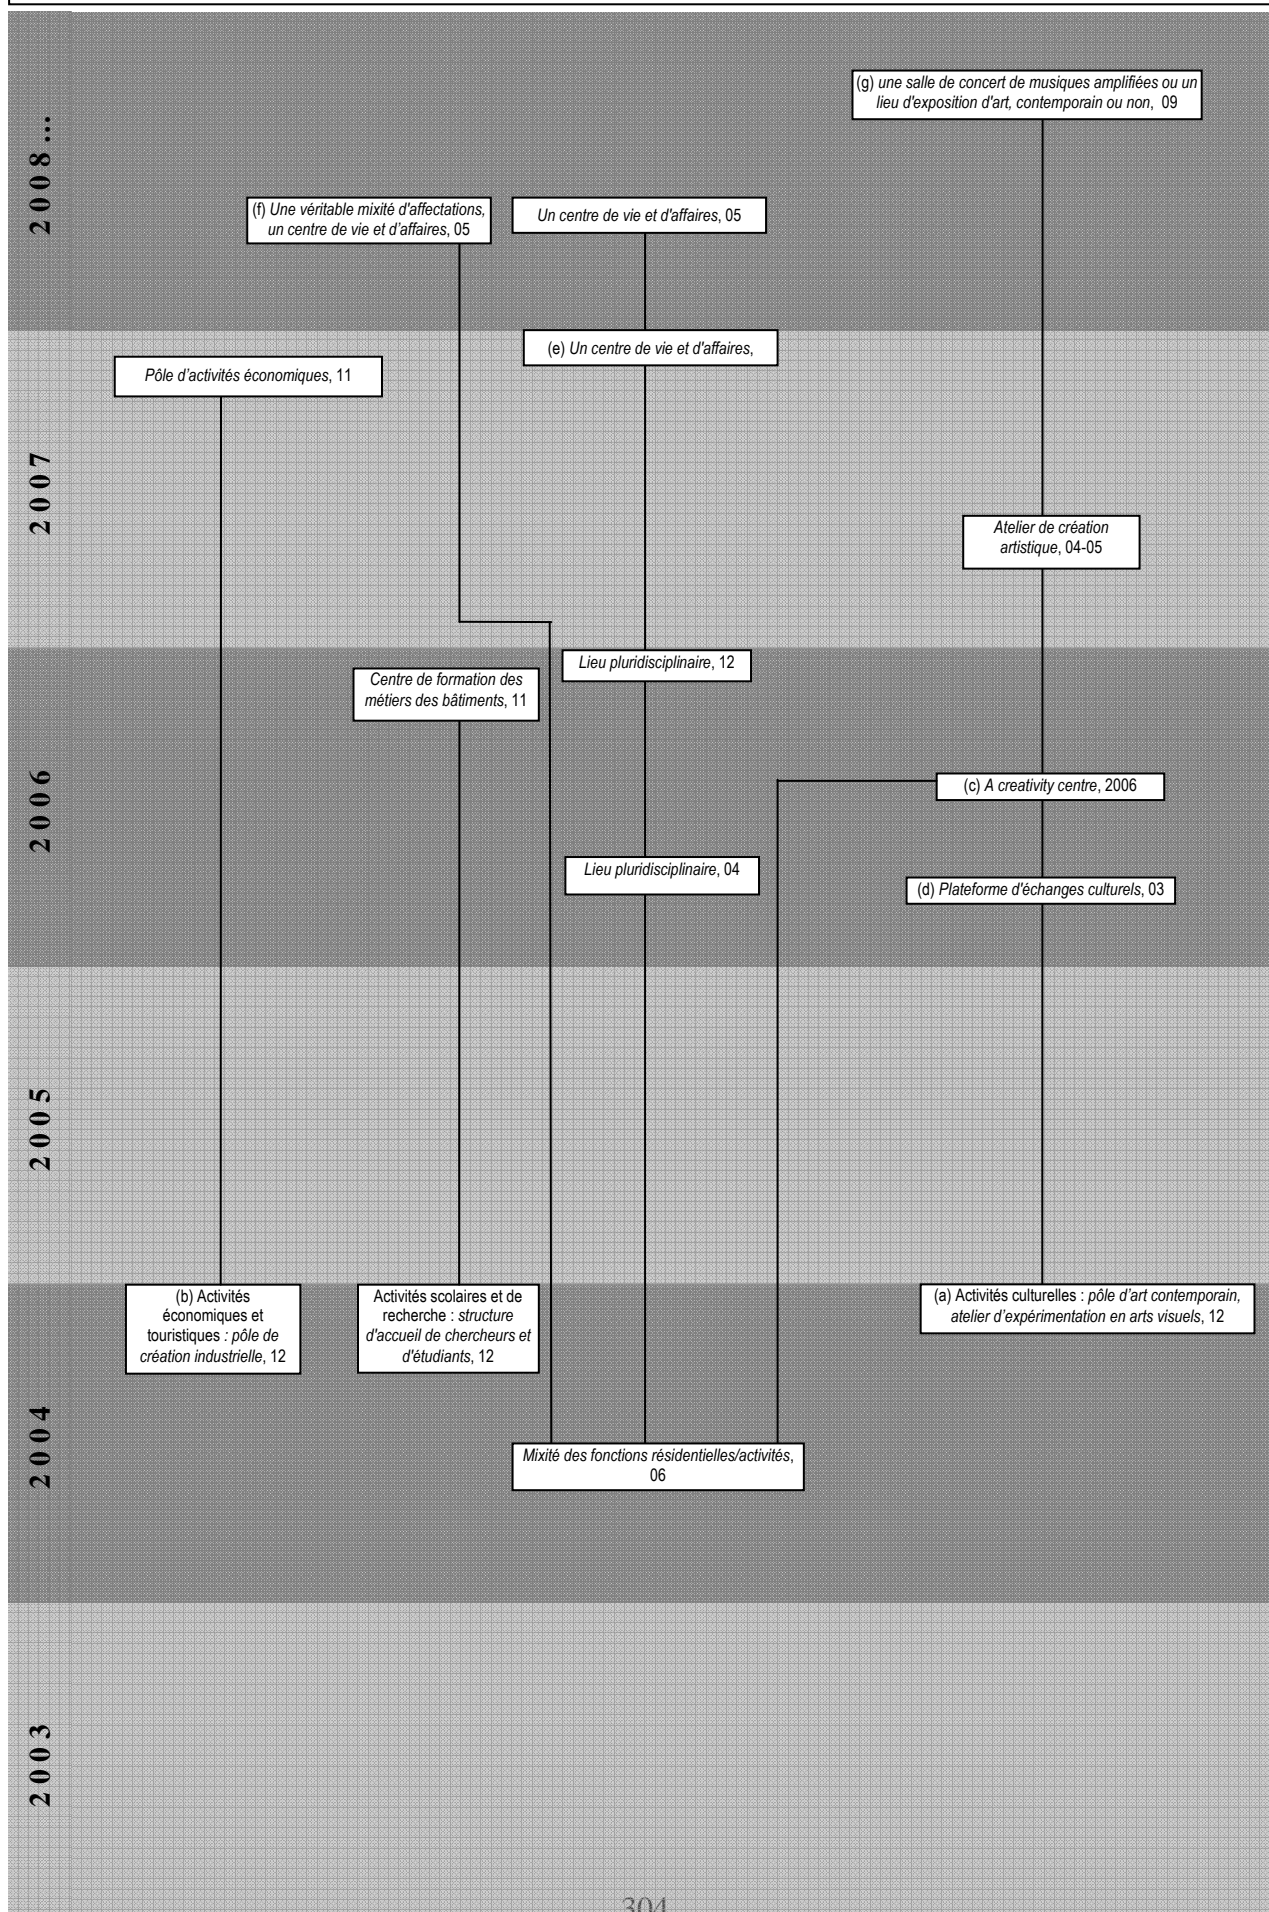 (g) une salle de concert de musiques amplifiées ou un
lieu d'exposition d'art, contemporain ou non, 09
2008...
(f) Une véritable mixité d'affectations,
un centre de vie et d'affaires, 05
Un centre de vie et d'affaires, 05
(e) Un centre de vie et d'affaires,
Pôle d'activités économiques, 11
2007
Atelier de création
artistique, 04-05
Lieu pluridisciplinaire, 12
Centre de formation des
métiers des bâtiments, 11
2006
(c) A creativity centre, 2006
Lieu pluridisciplinaire, 04
(d) Plateforme d'échanges culturels, 03
2005
(b) Activités
économiques et
touristiques : pôle de
création industrielle, 12
Activités scolaires et de
recherche : structure
d'accueil de chercheurs et
d'étudiants, 12
(a) Activités culturelles : pôle d'art contemporain,
atelier d'expérimentation en arts visuels, 12
2004
Mixité des fonctions résidentielles/activités,
06
2003
304